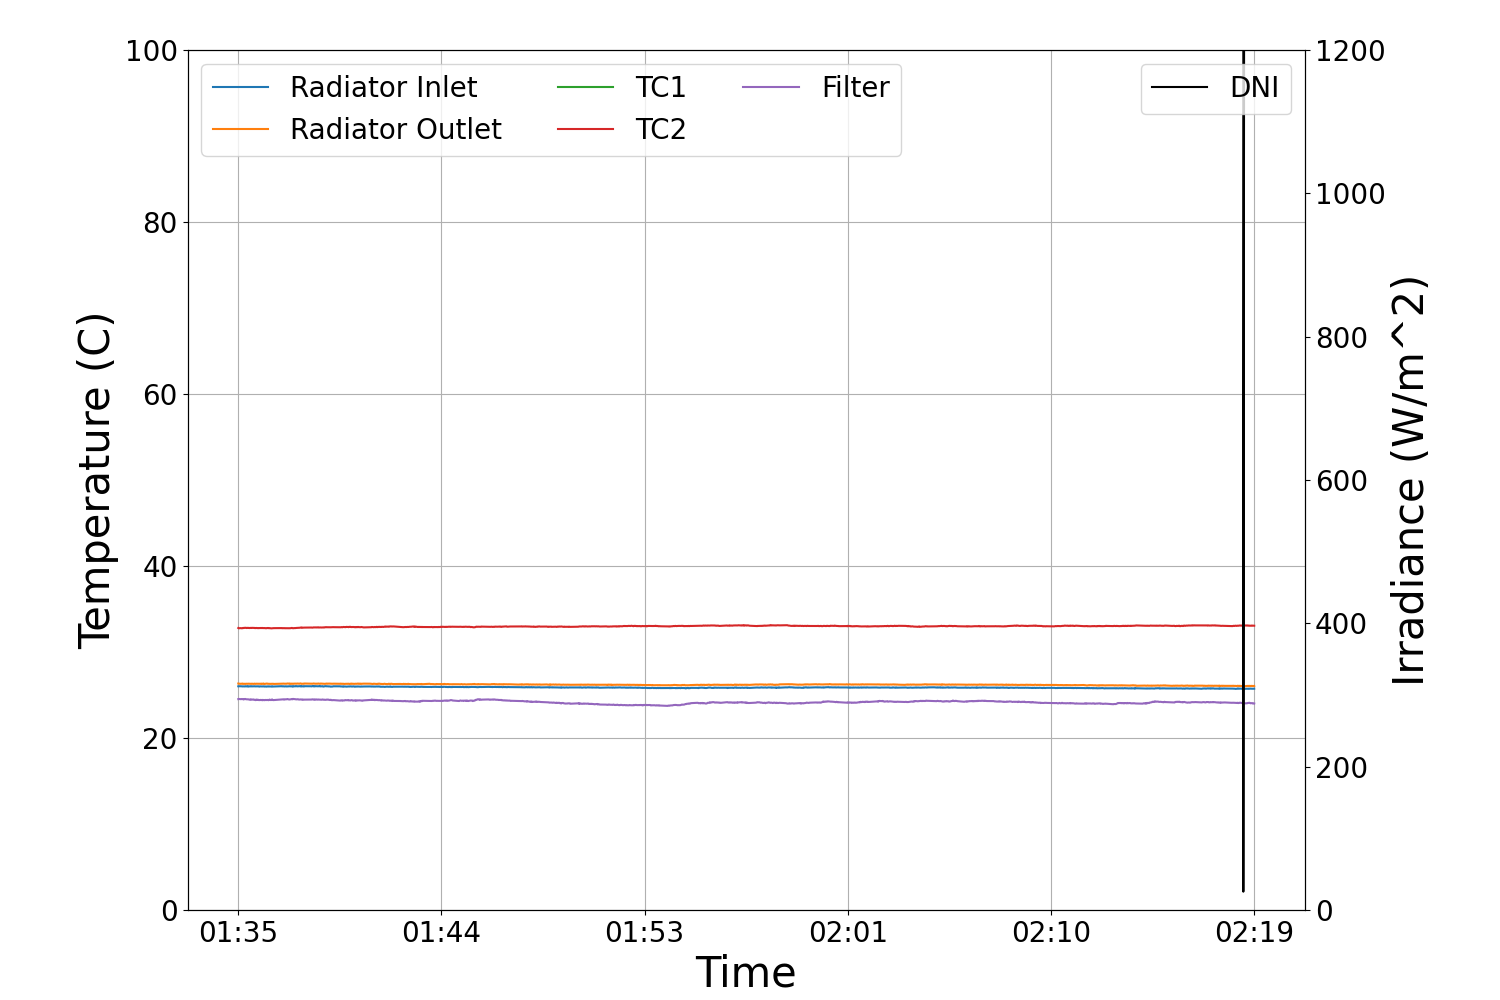 100
80
60
40
20
0
Temperature (C)
Radiator Inlet
Radiator Outlet
TC1
TC2
Filter
DNI
1200
1000
800
600
400
200
0
Irradiance (W/m^2)
01:35 01:44 01:53 02:01 02:10 02:19
Time